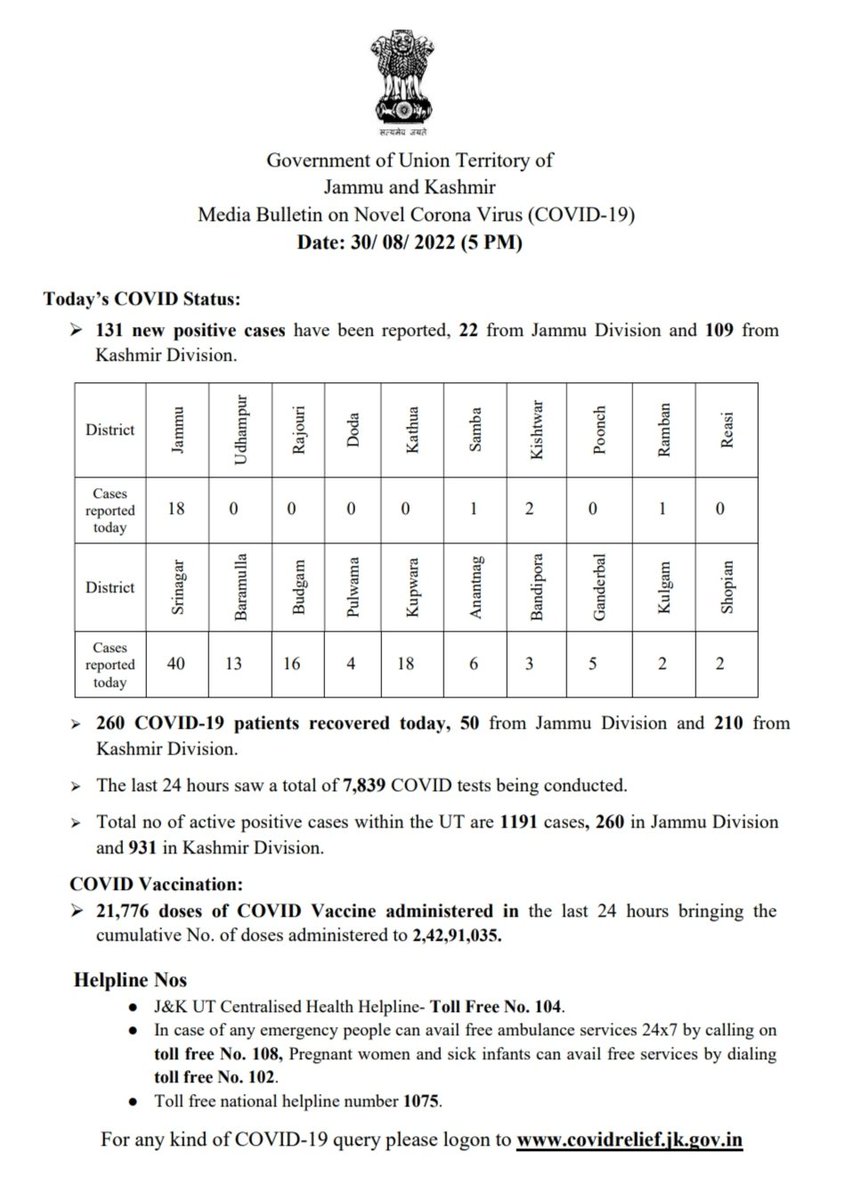 सत्यमेव जयते
Government of Union Territory of
Jammu and Kashmir
Media Bulletin on Novel Corona Virus (COVID-19)
Date: 30/ 08/ 2022 (5 PM)
Today’s COVID Status:
➢ 131 new positive cases have been reported, 22 from Jammu Division and 109 from
Kashmir Division.
District Jammu Udhampur Rajouri Doda Kathua Samba Kishtwar Poonch Ramban Reasi
Cases
reported
today 18 0 0 0 0 1 2 0 1 0
District Srinagar Baramulla Budgam Pulwama Kupwara Anantnag Bandipora Ganderbal Kulgam Shopian
Cases
reported
today 40 13 16 4 18 6 3 5 2 2
➢ 260 COVID-19 patients recovered today, 50 from Jammu Division and 210 from
Kashmir Division.
➢ The last 24 hours saw a total of 7,839 COVID tests being conducted.
➢ Total no of active positive cases within the UT are 1191 cases, 260 in Jammu Division
and 931 in Kashmir Division.
COVID Vaccination:
➢ 21,776 doses of COVID Vaccine administered in the last 24 hours bringing the
cumulative No. of doses administered to 2,42,91,035.
Helpline Nos
● J&K UT Centralised Health Helpline- Toll Free No. 104.
● In case of any emergency people can avail free ambulance services 24x7 by calling on
toll free No. 108, Pregnant women and sick infants can avail free services by dialing
toll free No. 102.
● Toll free national helpline number 1075.
For any kind of COVID-19 query please logon to www.covidrelief.jk.gov.in